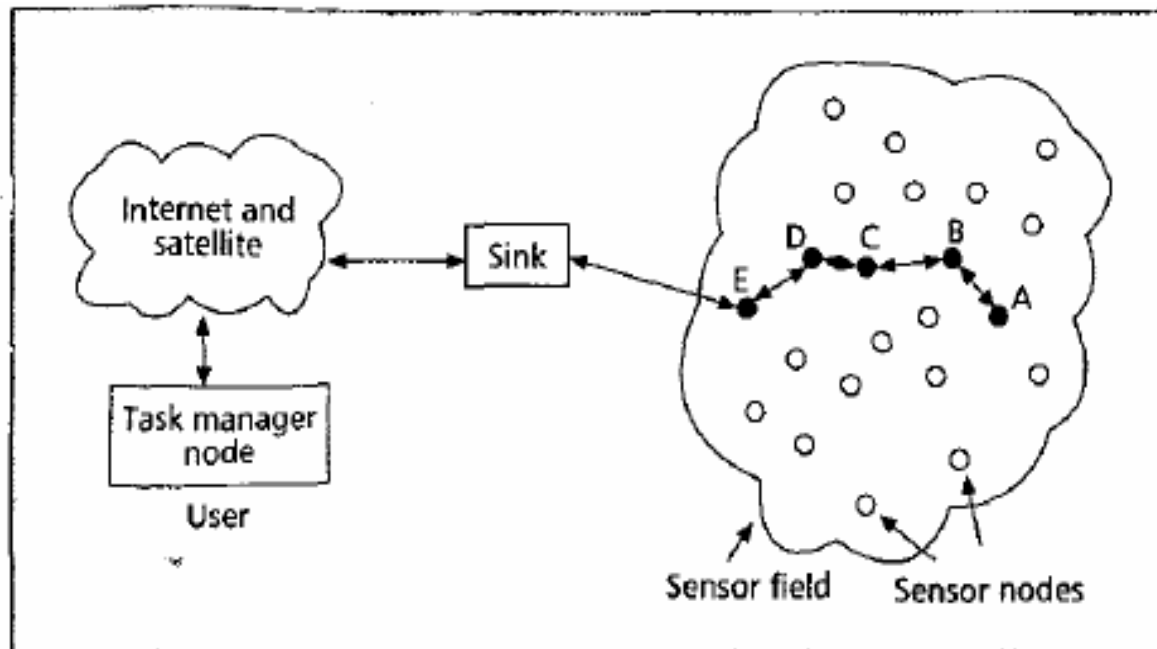 Internet and
satellite
Sink
Task manager
node
User
D
C
B
E
A
Sensor field
Sensor nodes